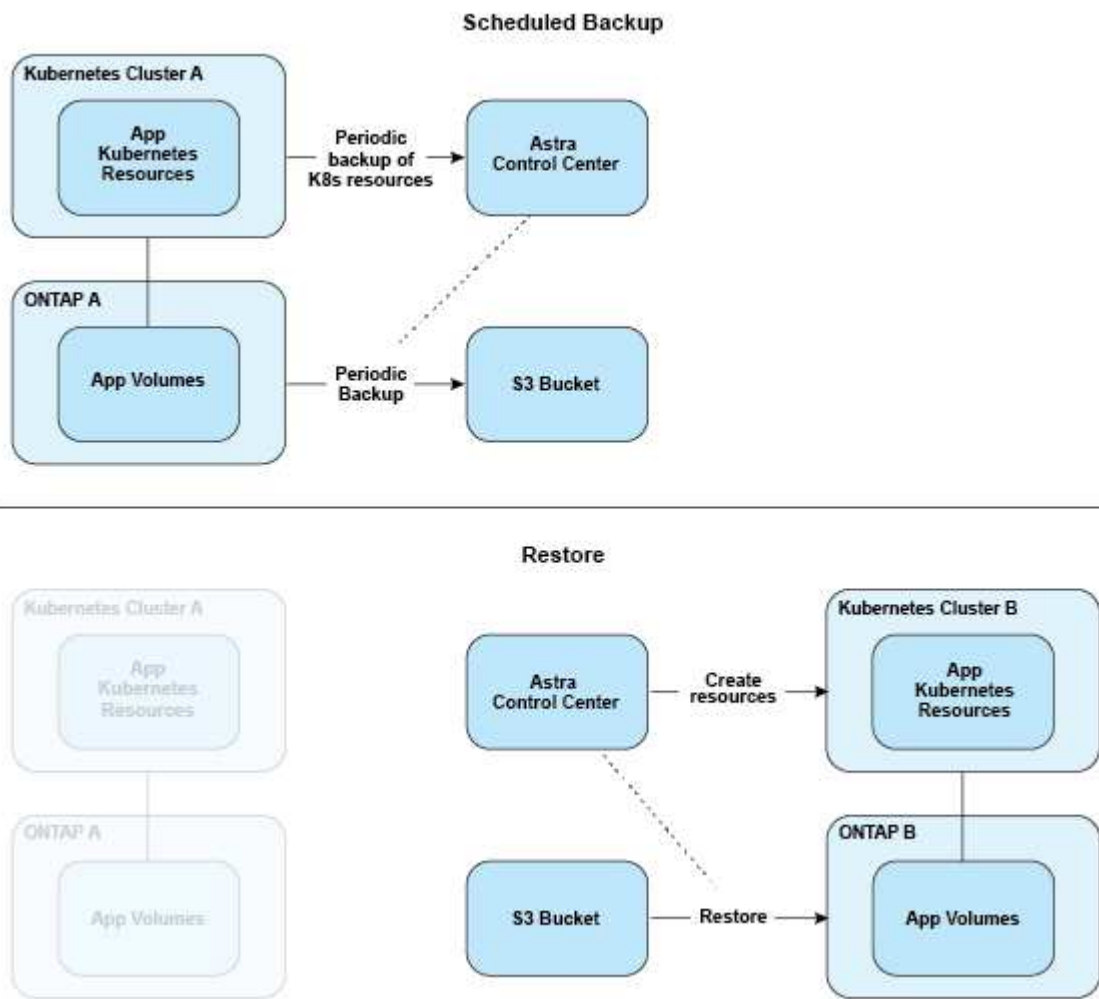 Scheduled Backup
Kubernetes Cluster A
App
Kubernetes
Resources
Periodic
backup of
K8s resources
Astra
Control Center
ONTAP A
App Volumes
Periodic
Backup
S3 Bucket
Restore
Kubernetes Cluster A
App
Kubernetes
Resources
Astra
Control Center
Create
resources
Kubernetes Cluster B
App
Kubernetes
Resources
ONTAP A
App Volumes
S3 Bucket
Restore
ONTAP B
App Volumes